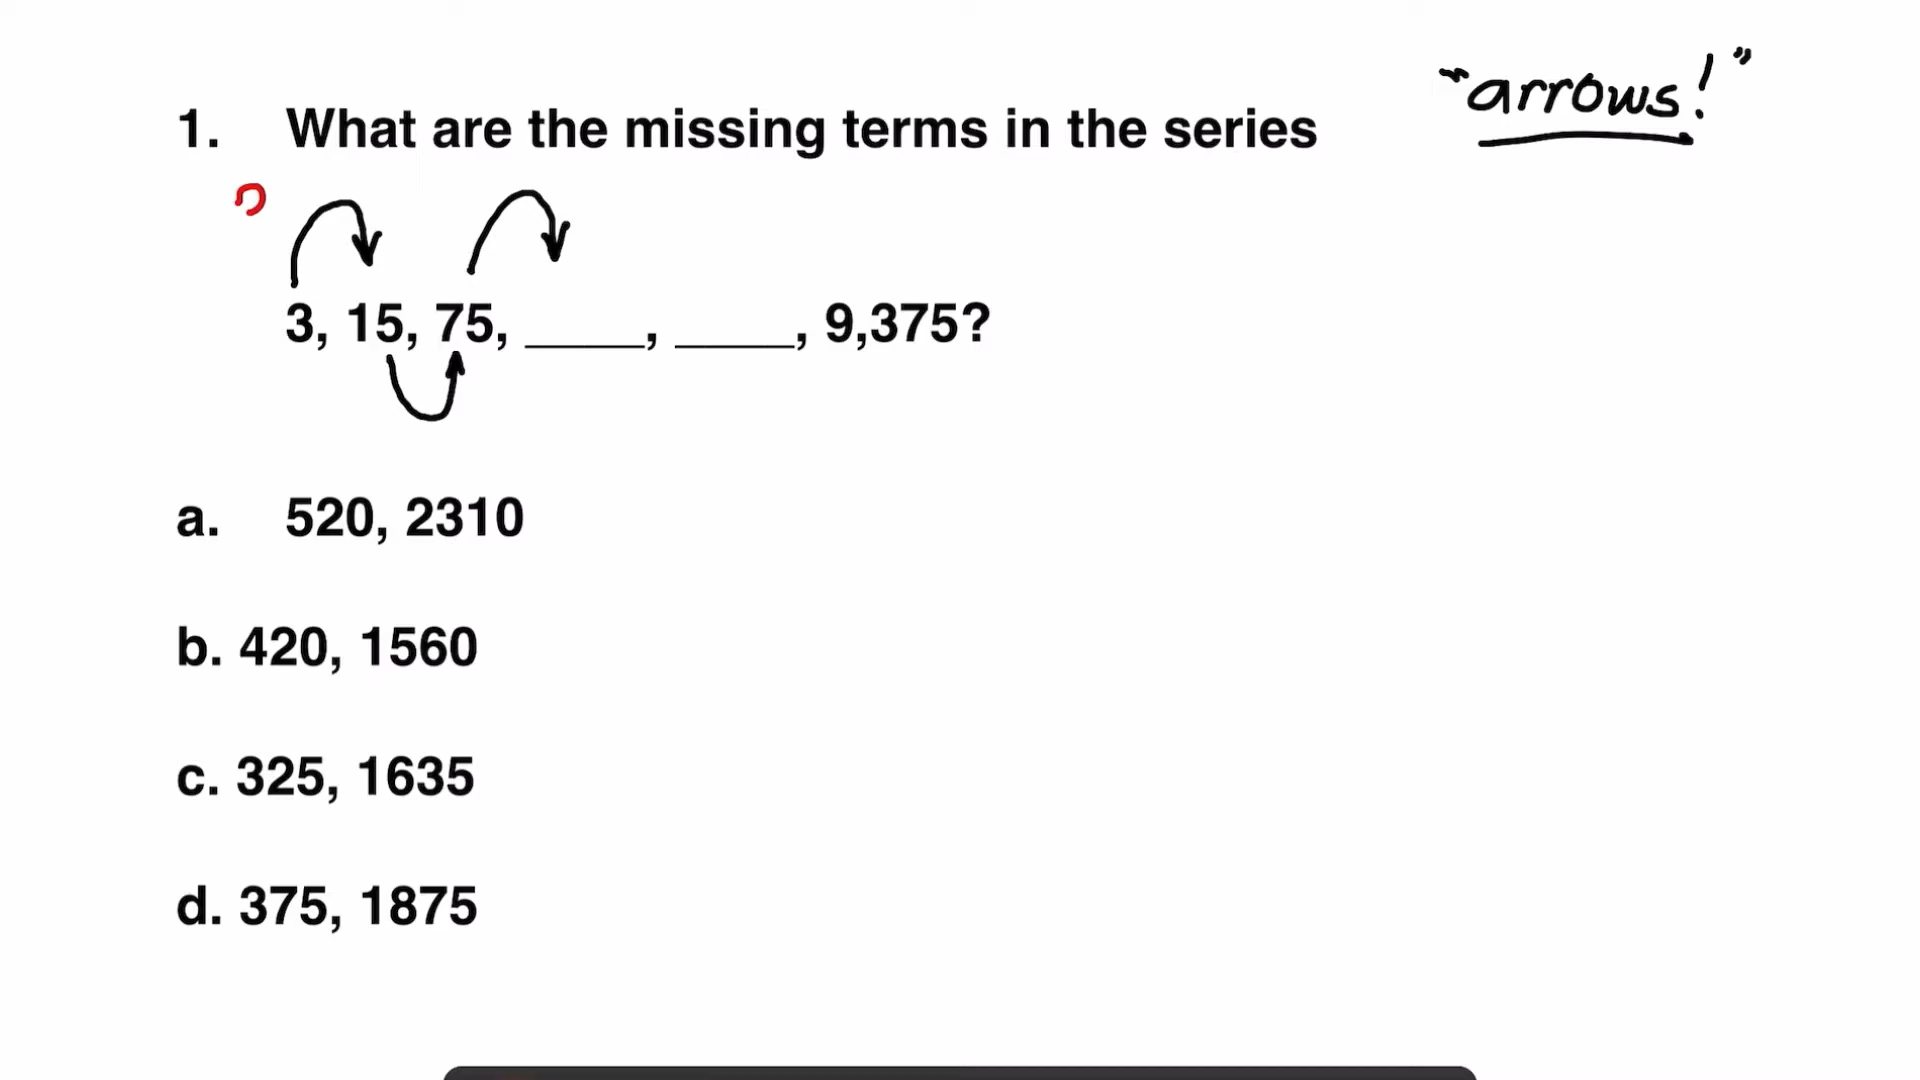 "arrows!"
1. What are the missing terms in the series
3, 15, 75, ____, ____, 9,375?
a. 520, 2310
b. 420, 1560
c. 325, 1635
d. 375, 1875